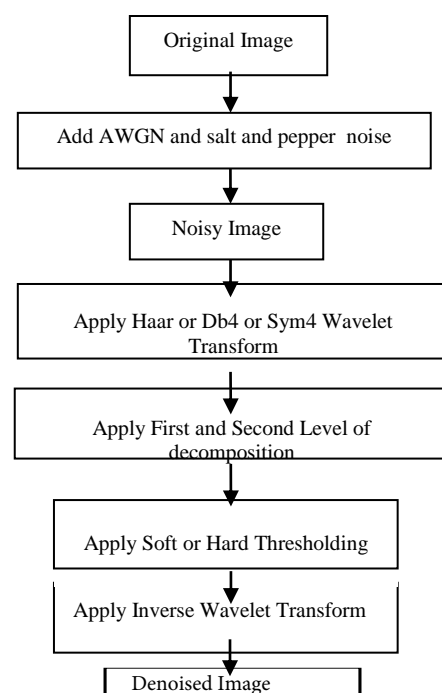 Original Image
Add AWGN and salt and pepper noise
Noisy Image
Apply Haar or Db4 or Sym4 Wavelet
Transform
Apply First and Second Level of
decomposition
Apply Soft or Hard Thresholding
Apply Inverse Wavelet Transform
Denoised Image